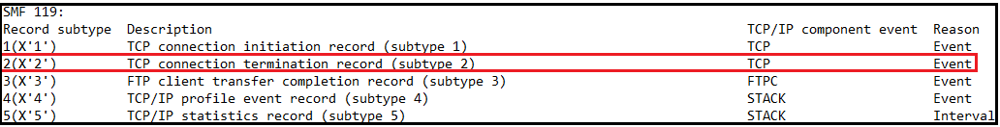 SMF 119:
Record subtype  Description                                        TCP/IP component event  Reason
1(X'1')         TCP connection initiation record (subtype 1)       TCP                     Event
2(X'2')         TCP connection termination record (subtype 2)      TCP                     Event
3(X'3')         FTP client transfer completion record (subtype 3)  FTPC                    Event
4(X'4')         TCP/IP profile event record (subtype 4)            STACK                   Event
5(X'5')         TCP/IP statistics record (subtype 5)               STACK                   Interval